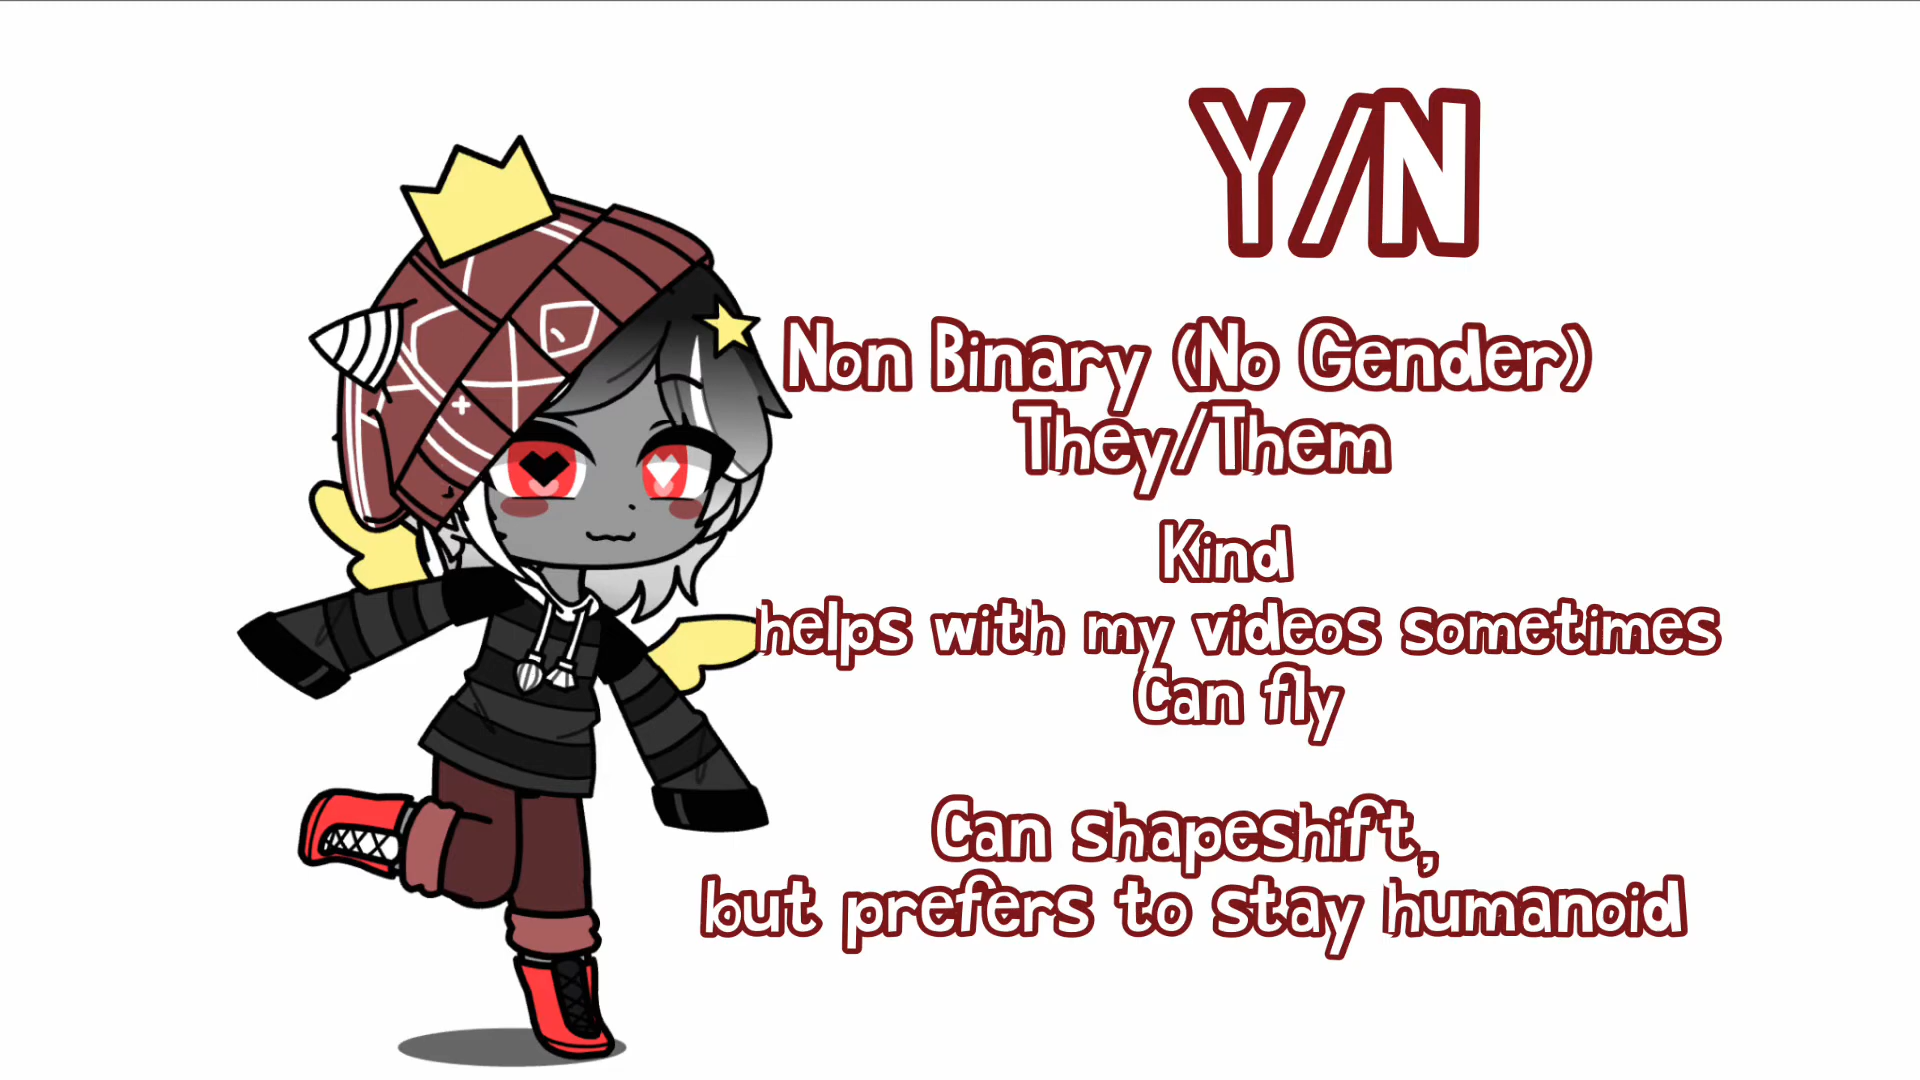 Y/N
Non Binary (No Gender)
They/Them
Kind
helps with my videos sometimes
Can fly
Can shapeshift,
but prefers to stay humanoid